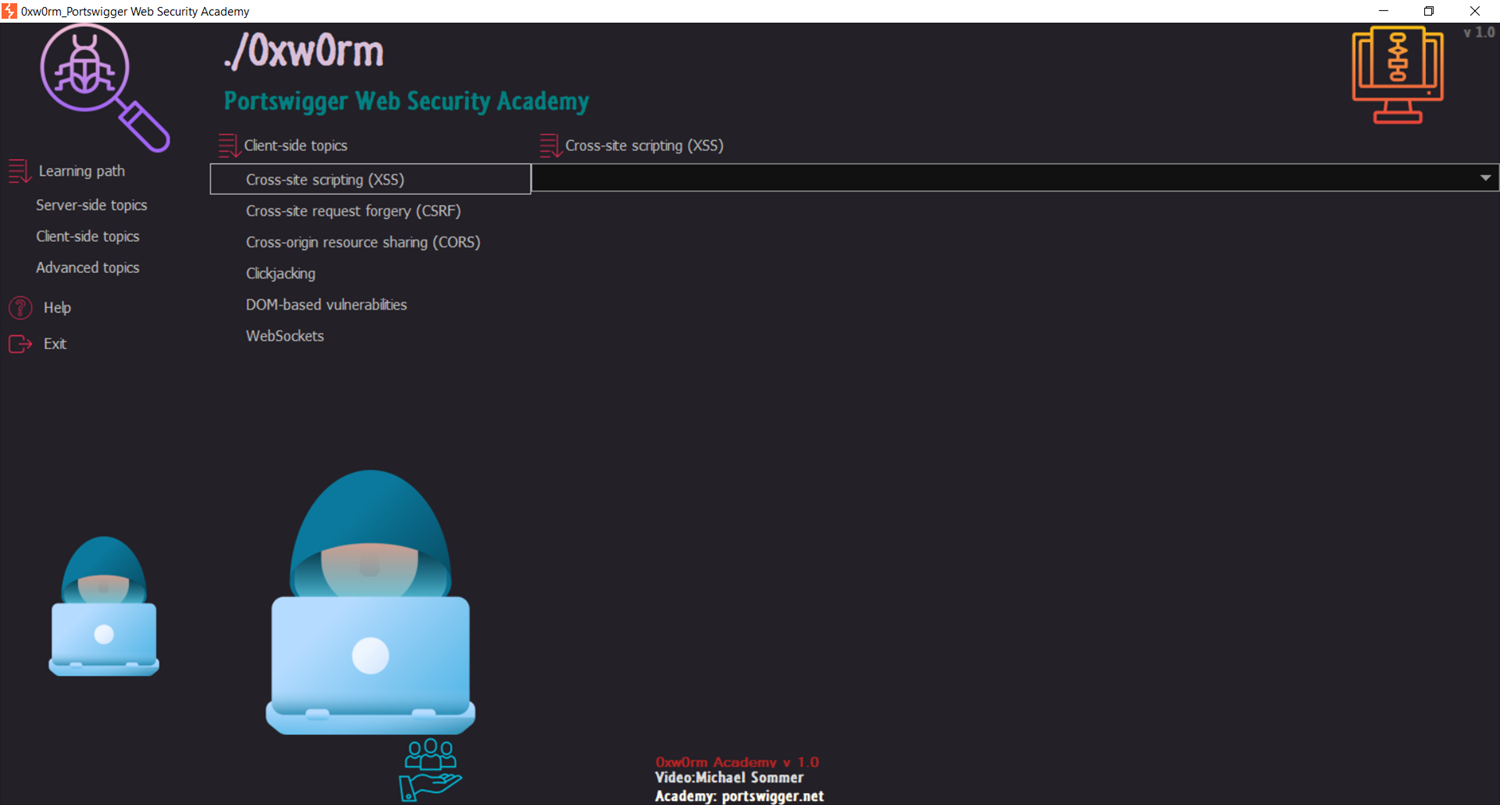 0xw0rm_Portswigger Web Security Academy
v 1.0
./0xw0rm
Portswigger Web Security Academy
Learning path
Server-side topics
Client-side topics
Advanced topics
Help
Exit
Client-side topics
Cross-site scripting (XSS)
Cross-site request forgery (CSRF)
Cross-origin resource sharing (CORS)
Clickjacking
DOM-based vulnerabilities
WebSockets
Cross-site scripting (XSS)
0xw0rm Academy v 1.0
Video:Michael Sommer
Academy: portswigger.net